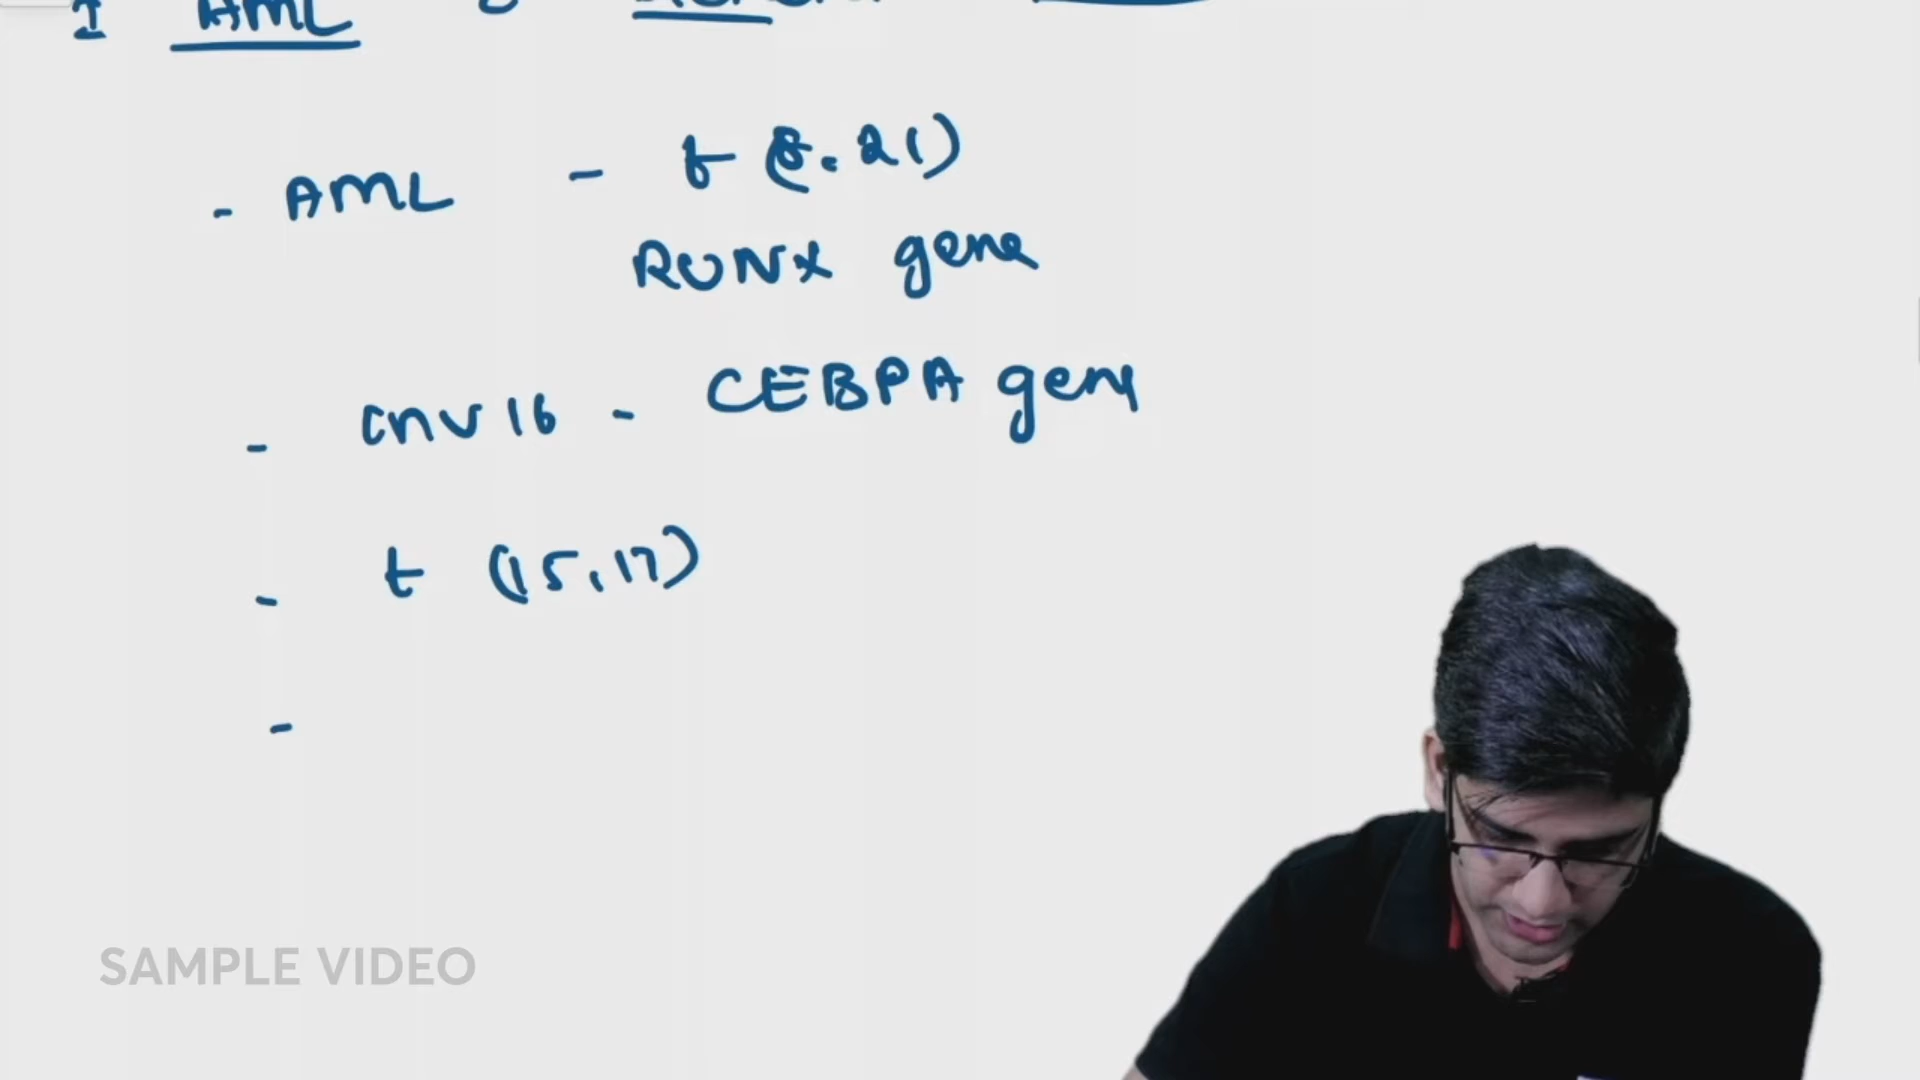 I AML
- AML - t (8.21)
RUNX gene
- inv 16 - CEBPA gene
- t (15,17)
-
SAMPLE VIDEO